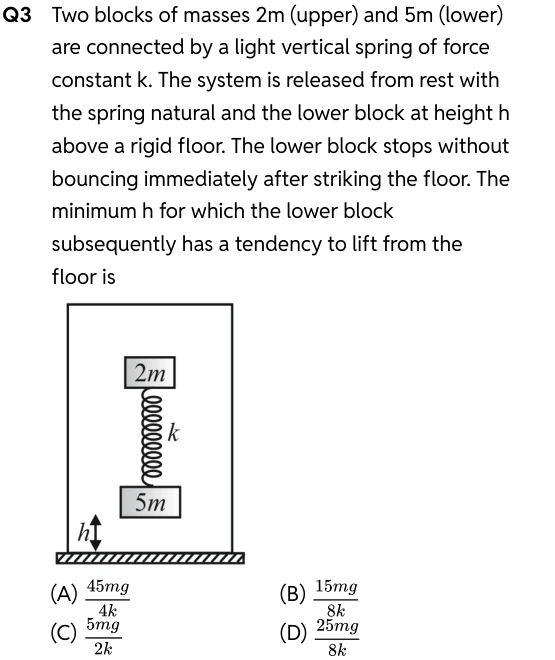 Q3 Two blocks of masses 2m (upper) and 5m (lower)
are connected by a light vertical spring of force
constant k. The system is released from rest with
the spring natural and the lower block at height h
above a rigid floor. The lower block stops without
bouncing immediately after striking the floor. The
minimum h for which the lower block
subsequently has a tendency to lift from the
floor is
2m
k
5m
h
(A) 45mg/4k (B) 15mg/8k
(C) 5mg/2k (D) 25mg/8k